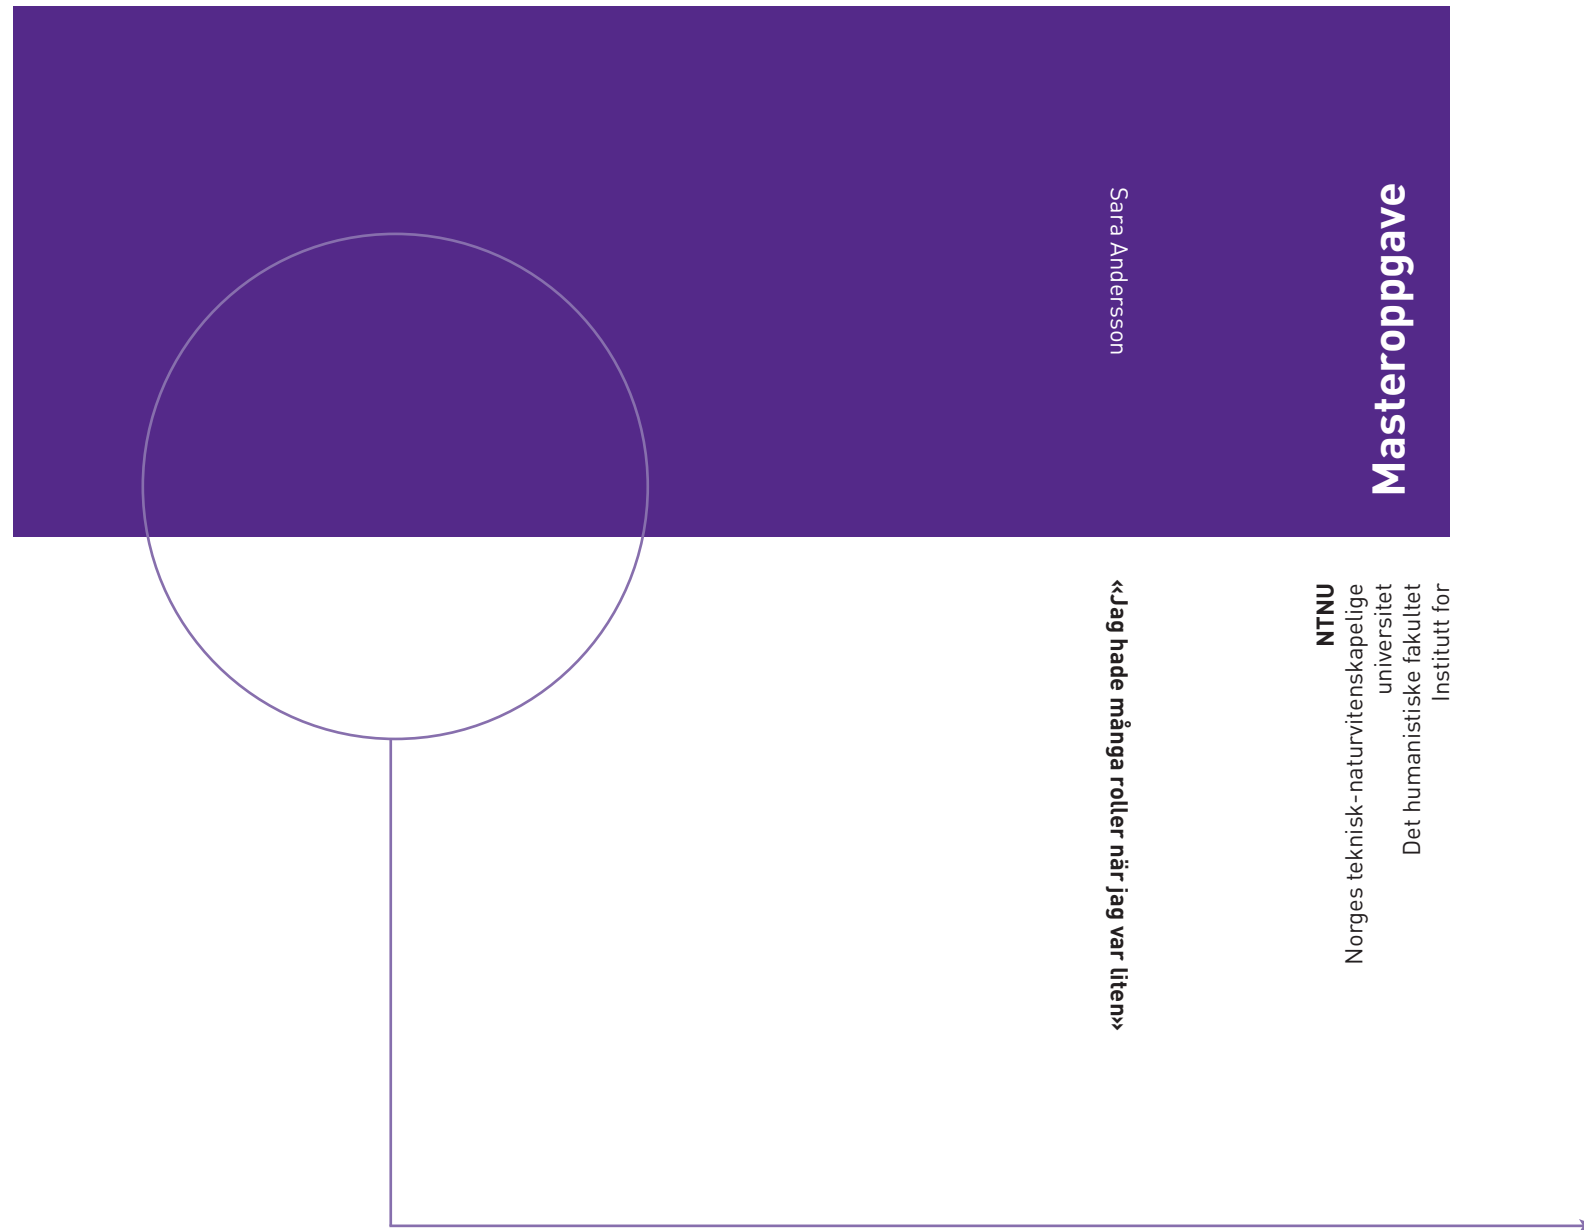 Masteroppgave
NTNU
Norges teknisk-naturvitenskapelige
universitet
Det humanistiske fakultet
Institutt for
Sara Andersson
«Jag hade många roller när jag var liten»